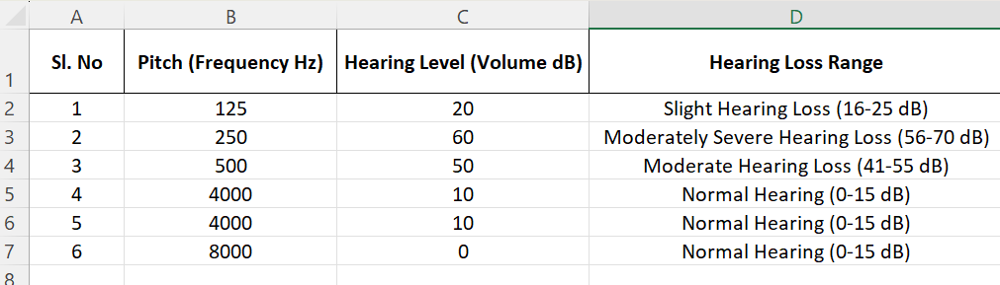 A B C D
1 Sl. No Pitch (Frequency Hz) Hearing Level (Volume dB) Hearing Loss Range
2 1 125 20 Slight Hearing Loss (16-25 dB)
3 2 250 60 Moderately Severe Hearing Loss (56-70 dB)
4 3 500 50 Moderate Hearing Loss (41-55 dB)
5 4 4000 10 Normal Hearing (0-15 dB)
6 5 4000 10 Normal Hearing (0-15 dB)
7 6 8000 0 Normal Hearing (0-15 dB)
8